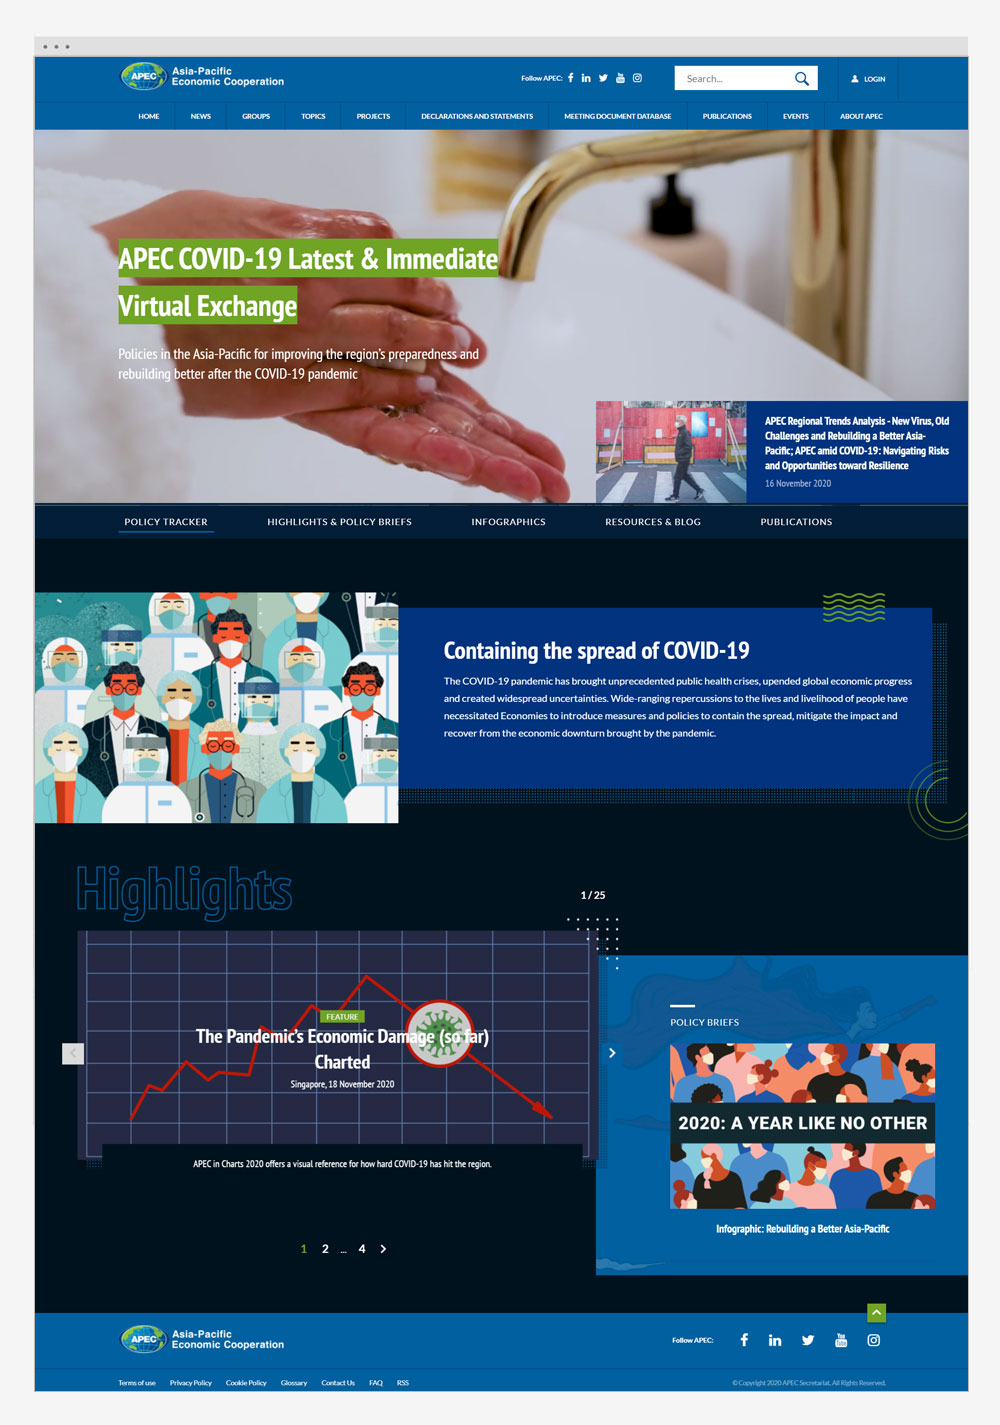 APEC
Asia-Pacific
Economic Cooperation
Follow APEC:
Search...
LOGIN
HOME NEWS GROUPS TOPICS PROJECTS DECLARATIONS AND STATEMENTS MEETING DOCUMENT DATABASE PUBLICATIONS EVENTS ABOUT APEC
APEC COVID-19 Latest & Immediate
Virtual Exchange
Policies in the Asia-Pacific for improving the region's preparedness and
rebuilding better after the COVID-19 pandemic
APEC Regional Trends Analysis - New Virus, Old
Challenges and Rebuilding a Better Asia-
Pacific; APEC amid COVID-19: Navigating Risks
and Opportunities toward Resilience
16 November 2020
POLICY TRACKER HIGHLIGHTS & POLICY BRIEFS INFOGRAPHICS RESOURCES & BLOG PUBLICATIONS
Containing the spread of COVID-19
The COVID-19 pandemic has brought unprecedented public health crises, upended global economic progress
and created widespread uncertainties. Wide-ranging repercussions to the lives and livelihood of people have
necessitated Economies to introduce measures and policies to contain the spread, mitigate the impact and
recover from the economic downturn brought by the pandemic.
Highlights
1 / 25
FEATURE
The Pandemic's Economic Damage (so far)
Charted
Singapore, 18 November 2020
APEC in Charts 2020 offers a visual reference for how hard COVID-19 has hit the region.
1 2 ... 4
POLICY BRIEFS
2020: A YEAR LIKE NO OTHER
Infographic: Rebuilding a Better Asia-Pacific
APEC
Asia-Pacific
Economic Cooperation
Follow APEC:
Terms of use Privacy Policy Cookie Policy Glossary Contact Us FAQ RSS
© Copyright 2020 APEC Secretariat. All Rights Reserved.